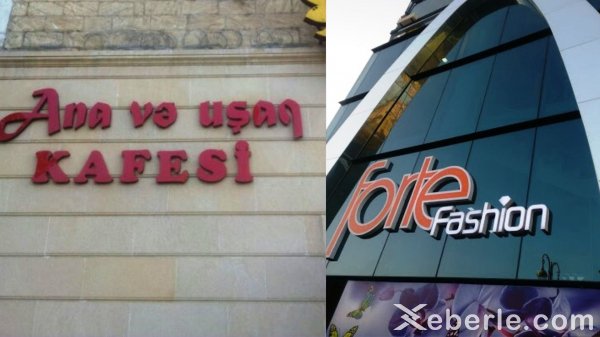 Ana və uşaq
KAFESİ
forte
Fashion
Xeberle.com